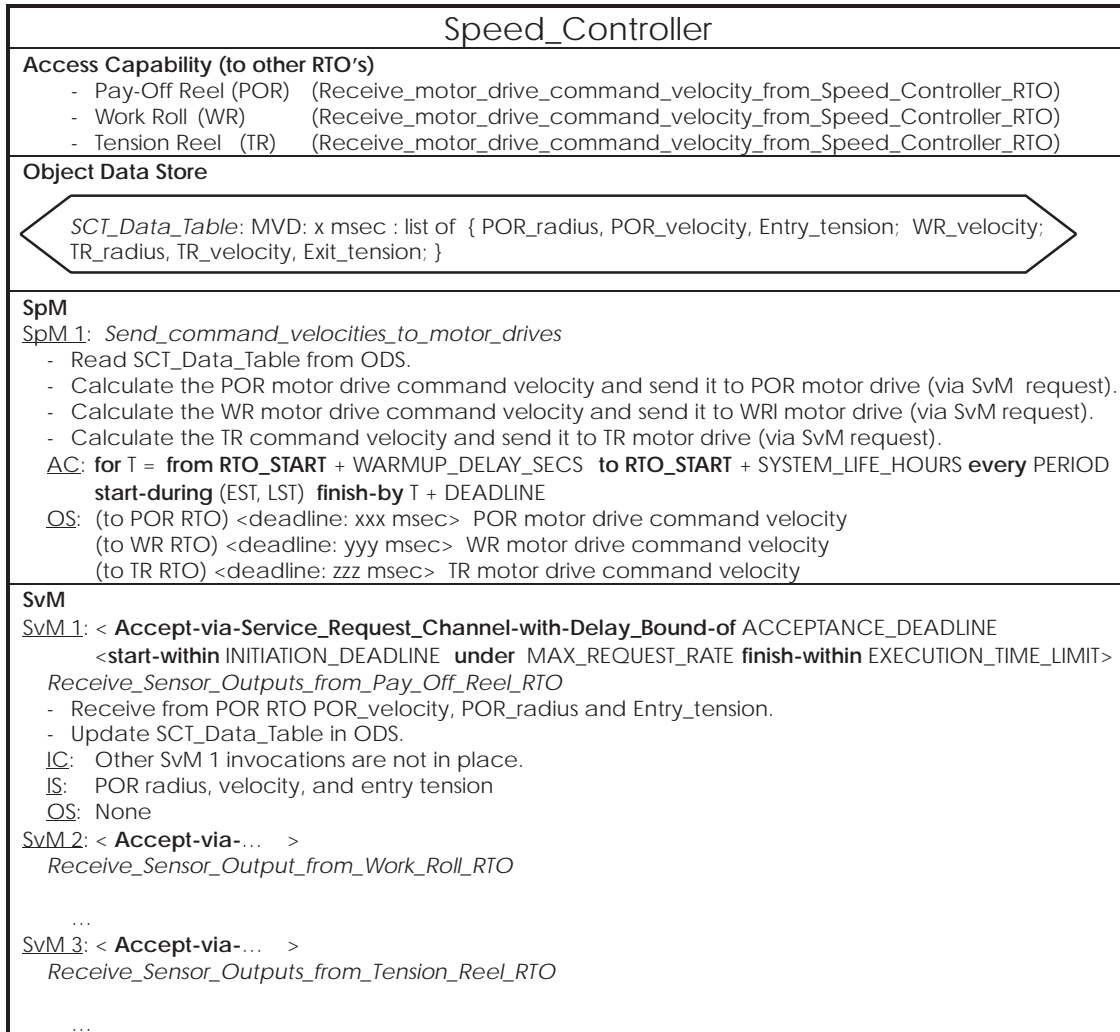 Speed_Controller
Access Capability (to other RTO's)
- Pay-Off Reel (POR) (Receive_motor_drive_command_velocity_from_Speed_Controller_RTO)
- Work Roll (WR) (Receive_motor_drive_command_velocity_from_Speed_Controller_RTO)
- Tension Reel (TR) (Receive_motor_drive_command_velocity_from_Speed_Controller_RTO)
Object Data Store
SCT_Data_Table: MVD: x msec : list of { POR_radius, POR_velocity, Entry_tension; WR_velocity;
TR_radius, TR_velocity, Exit_tension; }
SpM
SpM 1: Send_command_velocities_to_motor_drives
- Read SCT_Data_Table from ODS.
- Calculate the POR motor drive command velocity and send it to POR motor drive (via SvM request).
- Calculate the WR motor drive command velocity and send it to WRI motor drive (via SvM request).
- Calculate the TR command velocity and send it to TR motor drive (via SvM request).
AC: for T = from RTO_START + WARMUP_DELAY_SECS to RTO_START + SYSTEM_LIFE_HOURS every PERIOD
start-during (EST, LST) finish-by T + DEADLINE
OS: (to POR RTO) <deadline: xxx msec> POR motor drive command velocity
(to WR RTO) <deadline: yyy msec> WR motor drive command velocity
(to TR RTO) <deadline: zzz msec> TR motor drive command velocity
SvM
SvM 1: < Accept-via-Service_Request_Channel-with-Delay_Bound-of ACCEPTANCE_DEADLINE
<start-within INITIATION_DEADLINE under MAX_REQUEST_RATE finish-within EXECUTION_TIME_LIMIT>
Receive_Sensor_Outputs_from_Pay_Off_Reel_RTO
- Receive from POR RTO POR_velocity, POR_radius and Entry_tension.
- Update SCT_Data_Table in ODS.
IC: Other SvM 1 invocations are not in place.
IS: POR radius, velocity, and entry tension
OS: None
SvM 2: < Accept-via-... >
Receive_Sensor_Output_from_Work_Roll_RTO
...
SvM 3: < Accept-via-... >
Receive_Sensor_Outputs_from_Tension_Reel_RTO
...